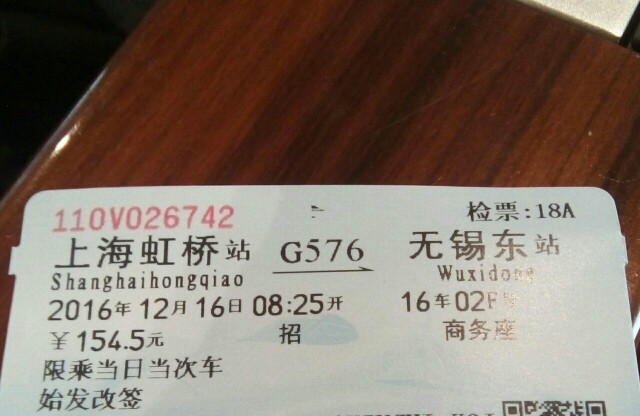 110V026742 检票:18A
上海虹桥站 G576 无锡东站
Shanghaihongqiao Wuxidong
2016年12月16日08:25开 16车02F
￥154.5元 招 商务座
限乘当日当次车
始发改签